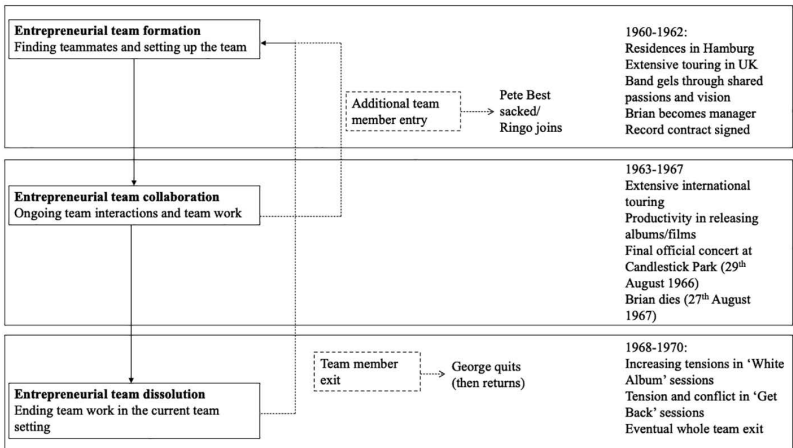 Entrepreneurial team formation
Finding teammates and setting up the team
Additional team
member entry
Pete Best
sacked/
Ringo joins
1960-1962:
Residences in Hamburg
Extensive touring in UK
Band gels through shared
passions and vision
Brian becomes manager
Record contract signed
Entrepreneurial team collaboration
Ongoing team interactions and team work
1963-1967
Extensive international
touring
Productivity in releasing
albums/films
Final official concert at
Candlestick Park (29th
August 1966)
Brian dies (27th August
1967)
Entrepreneurial team dissolution
Ending team work in the current team
setting
Team member
exit
George quits
(then returns)
1968-1970:
Increasing tensions in ‘White
Album’ sessions
Tension and conflict in ‘Get
Back’ sessions
Eventual whole team exit